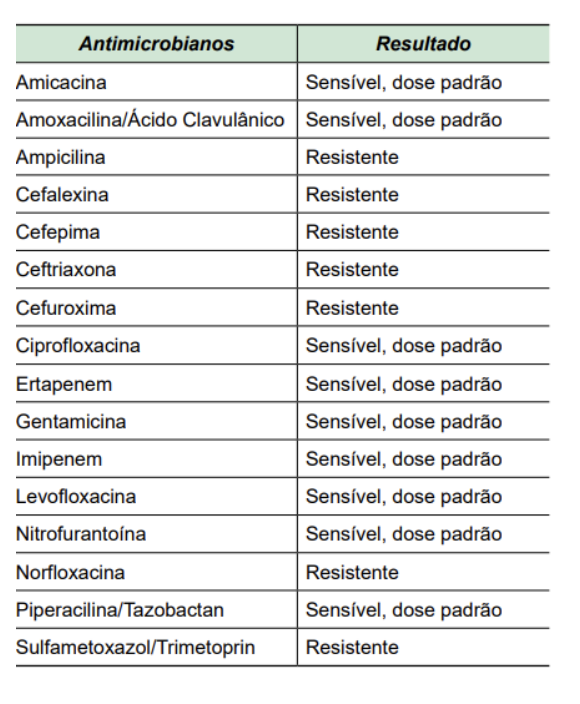 Antimicrobianos Resultado
Amicacina Sensível, dose padrão
Amoxacilina/Ácido Clavulânico Sensível, dose padrão
Ampicilina Resistente
Cefalexina Resistente
Cefepima Resistente
Ceftriaxona Resistente
Cefuroxima Resistente
Ciprofloxacina Sensível, dose padrão
Ertapenem Sensível, dose padrão
Gentamicina Sensível, dose padrão
Imipenem Sensível, dose padrão
Levofloxacina Sensível, dose padrão
Nitrofurantoína Sensível, dose padrão
Norfloxacina Resistente
Piperacilina/Tazobactan Sensível, dose padrão
Sulfametoxazol/Trimetoprin Resistente